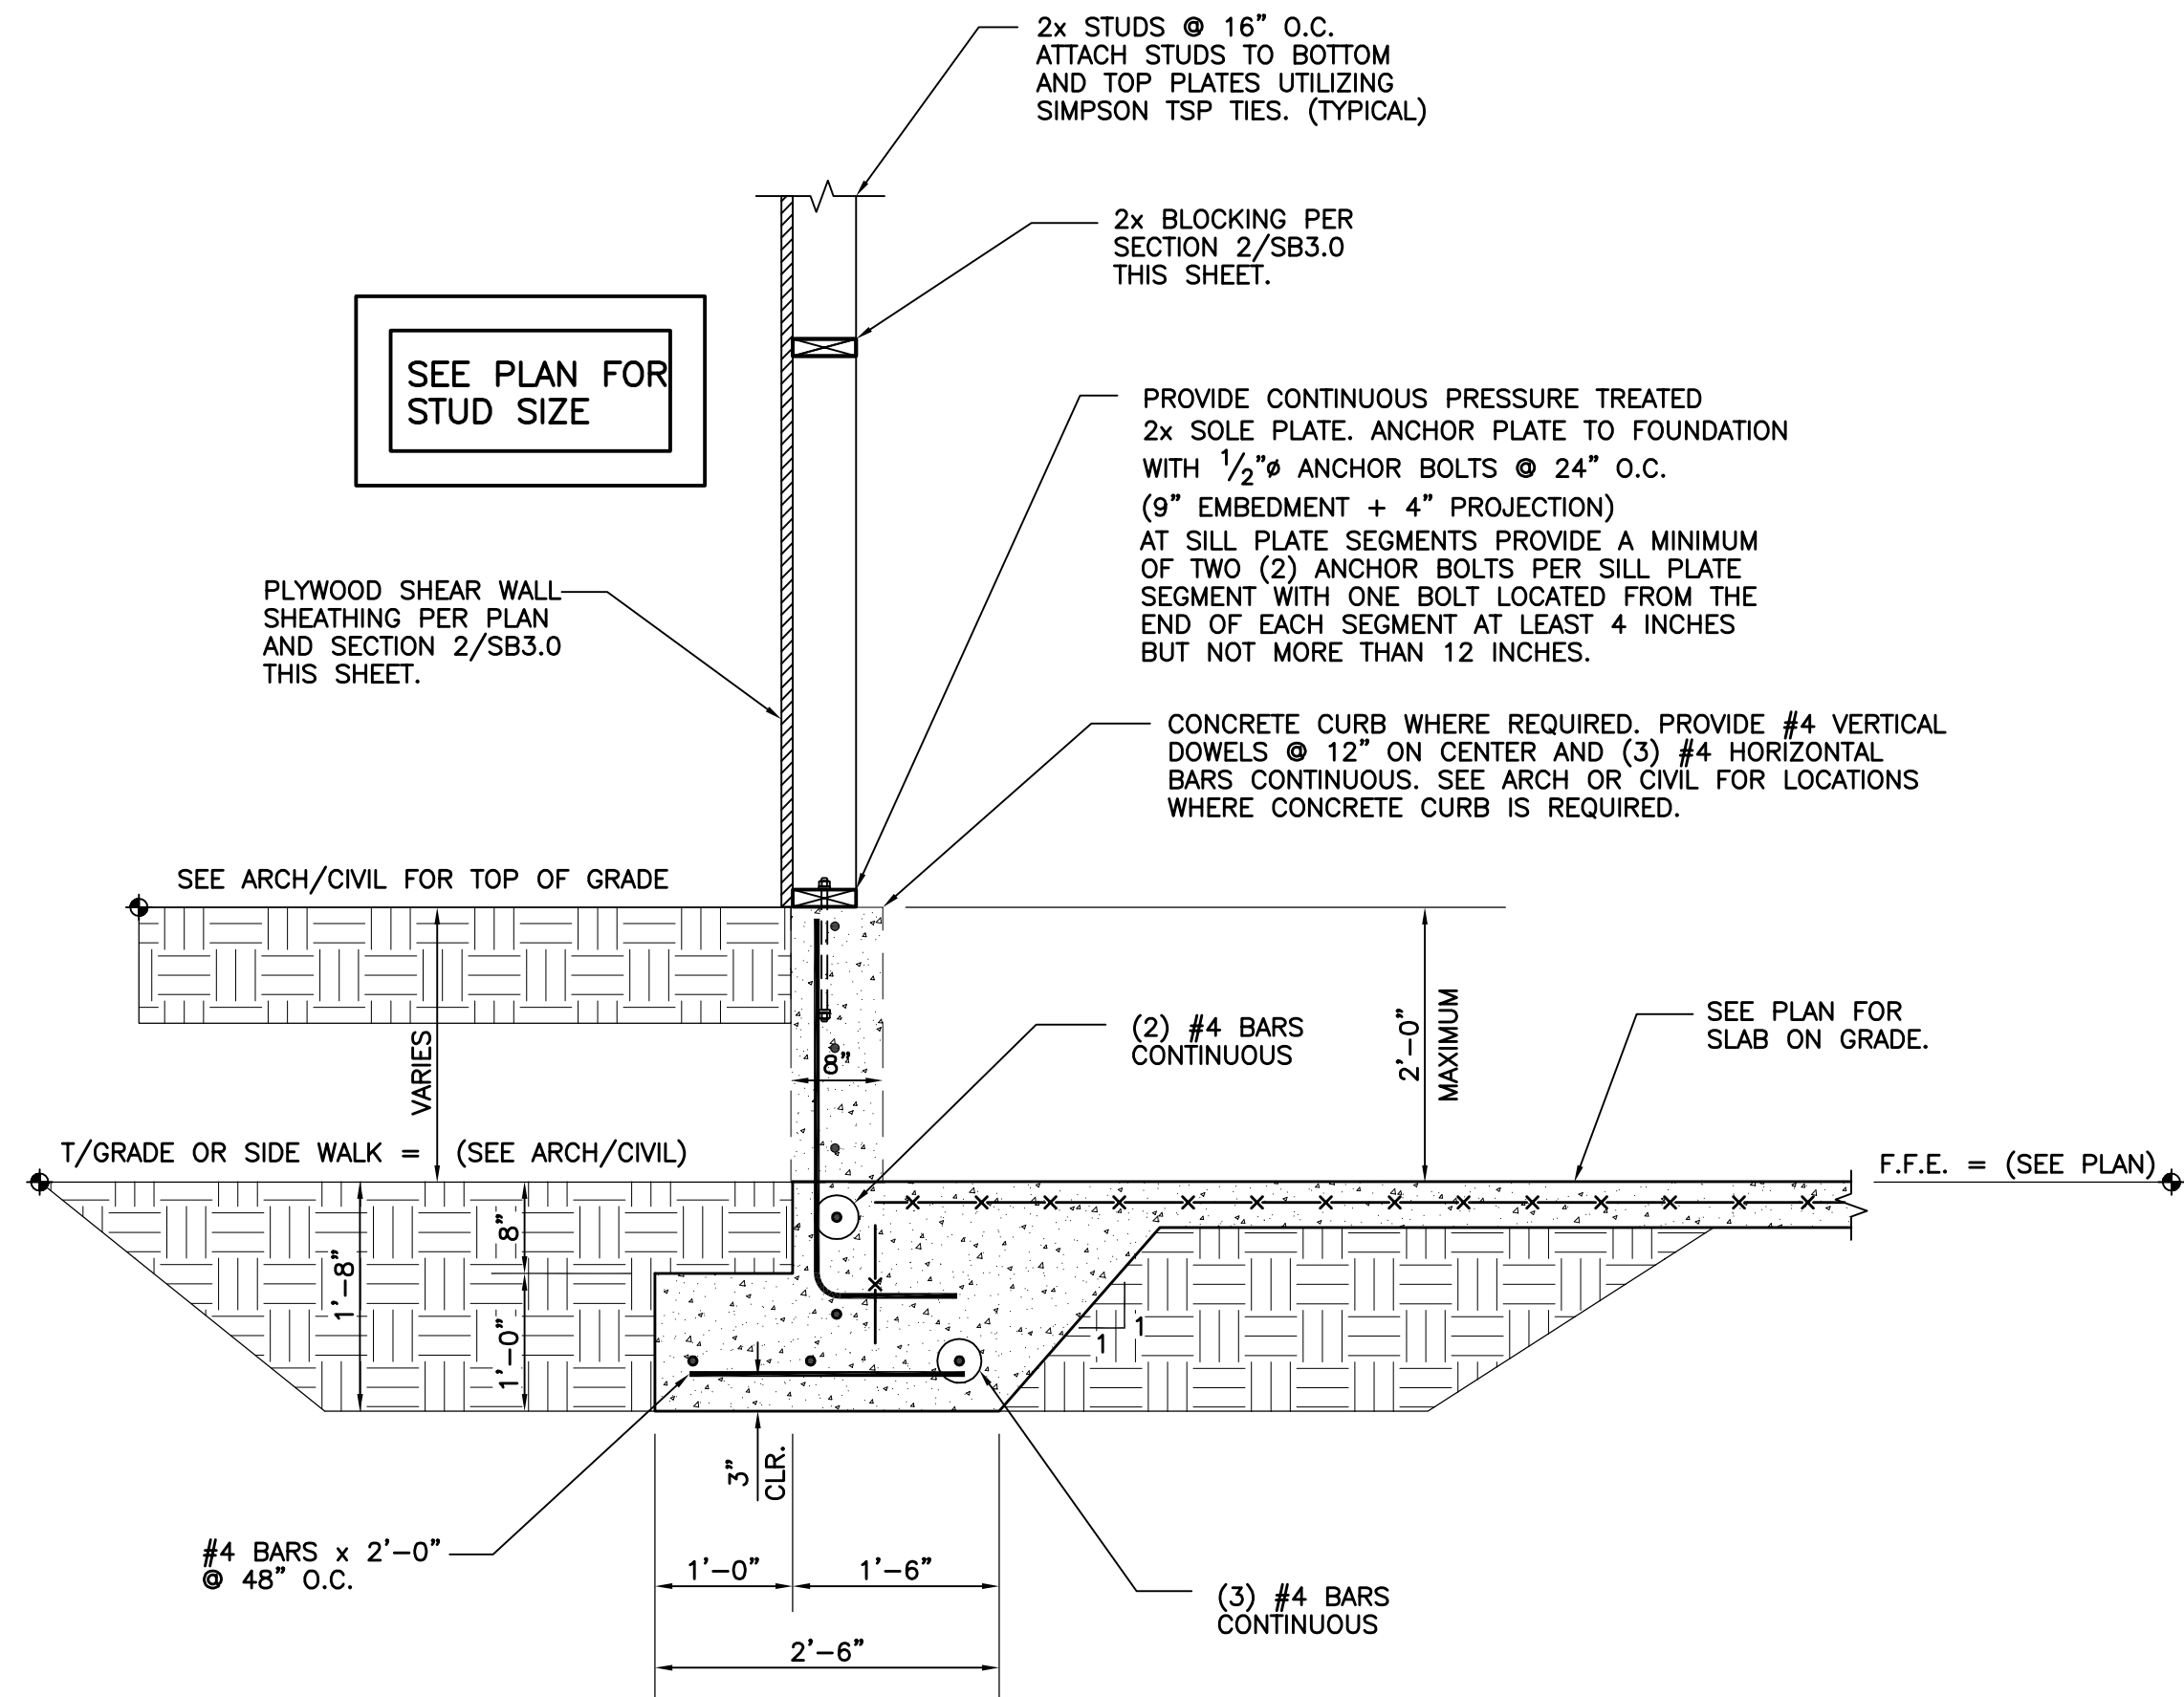 2x STUDS @ 16" O.C.
ATTACH STUDS TO BOTTOM
AND TOP PLATES UTILIZING
SIMPSON TSP TIES. (TYPICAL)
2x BLOCKING PER
SECTION 2/SB3.0
THIS SHEET.
SEE PLAN FOR
STUD SIZE
PROVIDE CONTINUOUS PRESSURE TREATED
2x SOLE PLATE. ANCHOR PLATE TO FOUNDATION
WITH 1/2"ø ANCHOR BOLTS @ 24" O.C.
(9" EMBEDMENT + 4" PROJECTION)
AT SILL PLATE SEGMENTS PROVIDE A MINIMUM
OF TWO (2) ANCHOR BOLTS PER SILL PLATE
SEGMENT WITH ONE BOLT LOCATED FROM THE
END OF EACH SEGMENT AT LEAST 4 INCHES
BUT NOT MORE THAN 12 INCHES.
PLYWOOD SHEAR WALL
SHEATHING PER PLAN
AND SECTION 2/SB3.0
THIS SHEET.
CONCRETE CURB WHERE REQUIRED. PROVIDE #4 VERTICAL
DOWELS @ 12" ON CENTER AND (3) #4 HORIZONTAL
BARS CONTINUOUS. SEE ARCH OR CIVIL FOR LOCATIONS
WHERE CONCRETE CURB IS REQUIRED.
SEE ARCH/CIVIL FOR TOP OF GRADE
VARIES
8"
(2) #4 BARS
CONTINUOUS
2'-0"
MAXIMUM
SEE PLAN FOR
SLAB ON GRADE.
T/GRADE OR SIDE WALK = (SEE ARCH/CIVIL)
F.F.E. = (SEE PLAN)
1'-8"
8"
1'-0"
1
1
3"
CLR.
#4 BARS x 2'-0"
@ 48" O.C.
1'-0"
1'-6"
2'-6"
(3) #4 BARS
CONTINUOUS